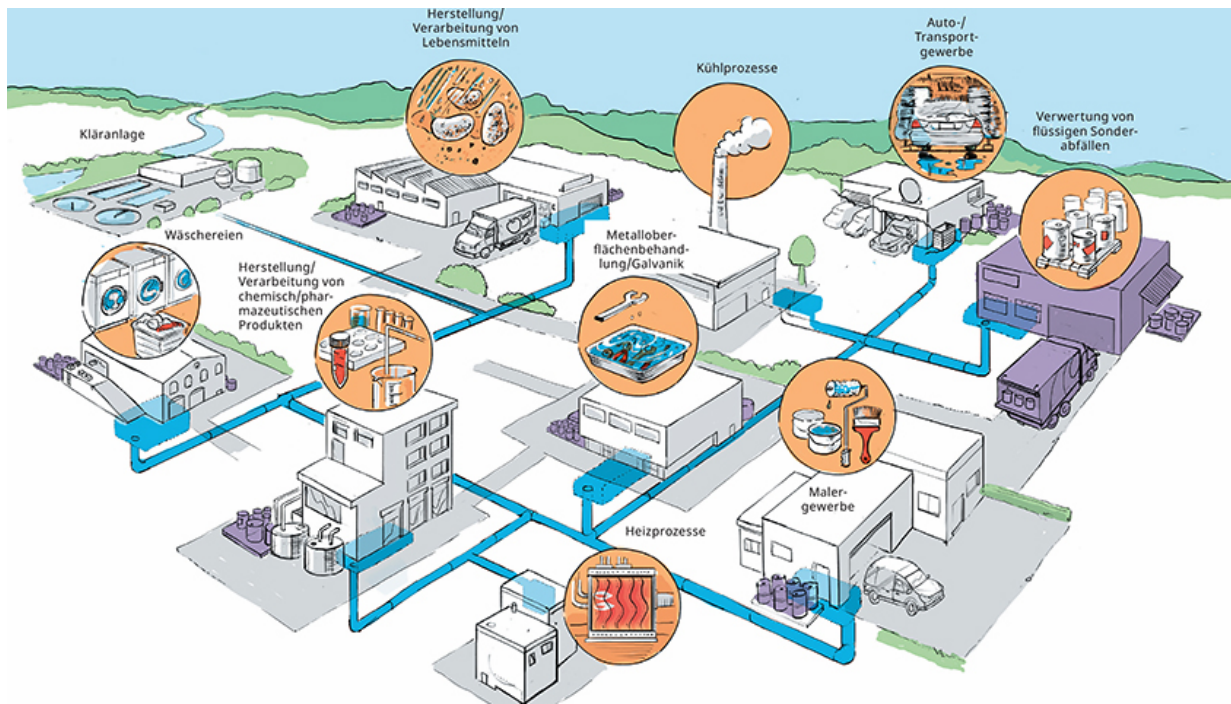 Herstellung/
Verarbeitung von
Lebensmitteln
Auto-/
Transport-
gewerbe
Kühlprozesse
Verwertung von
flüssigen Sonder-
abfällen
Kläranlage
Wäschereien
Herstellung/
Verarbeitung von
chemisch/phar-
mazeutischen
Produkten
Metallober-
flächenbehand-
lung/Galvanik
Maler-
gewerbe
Heizprozesse